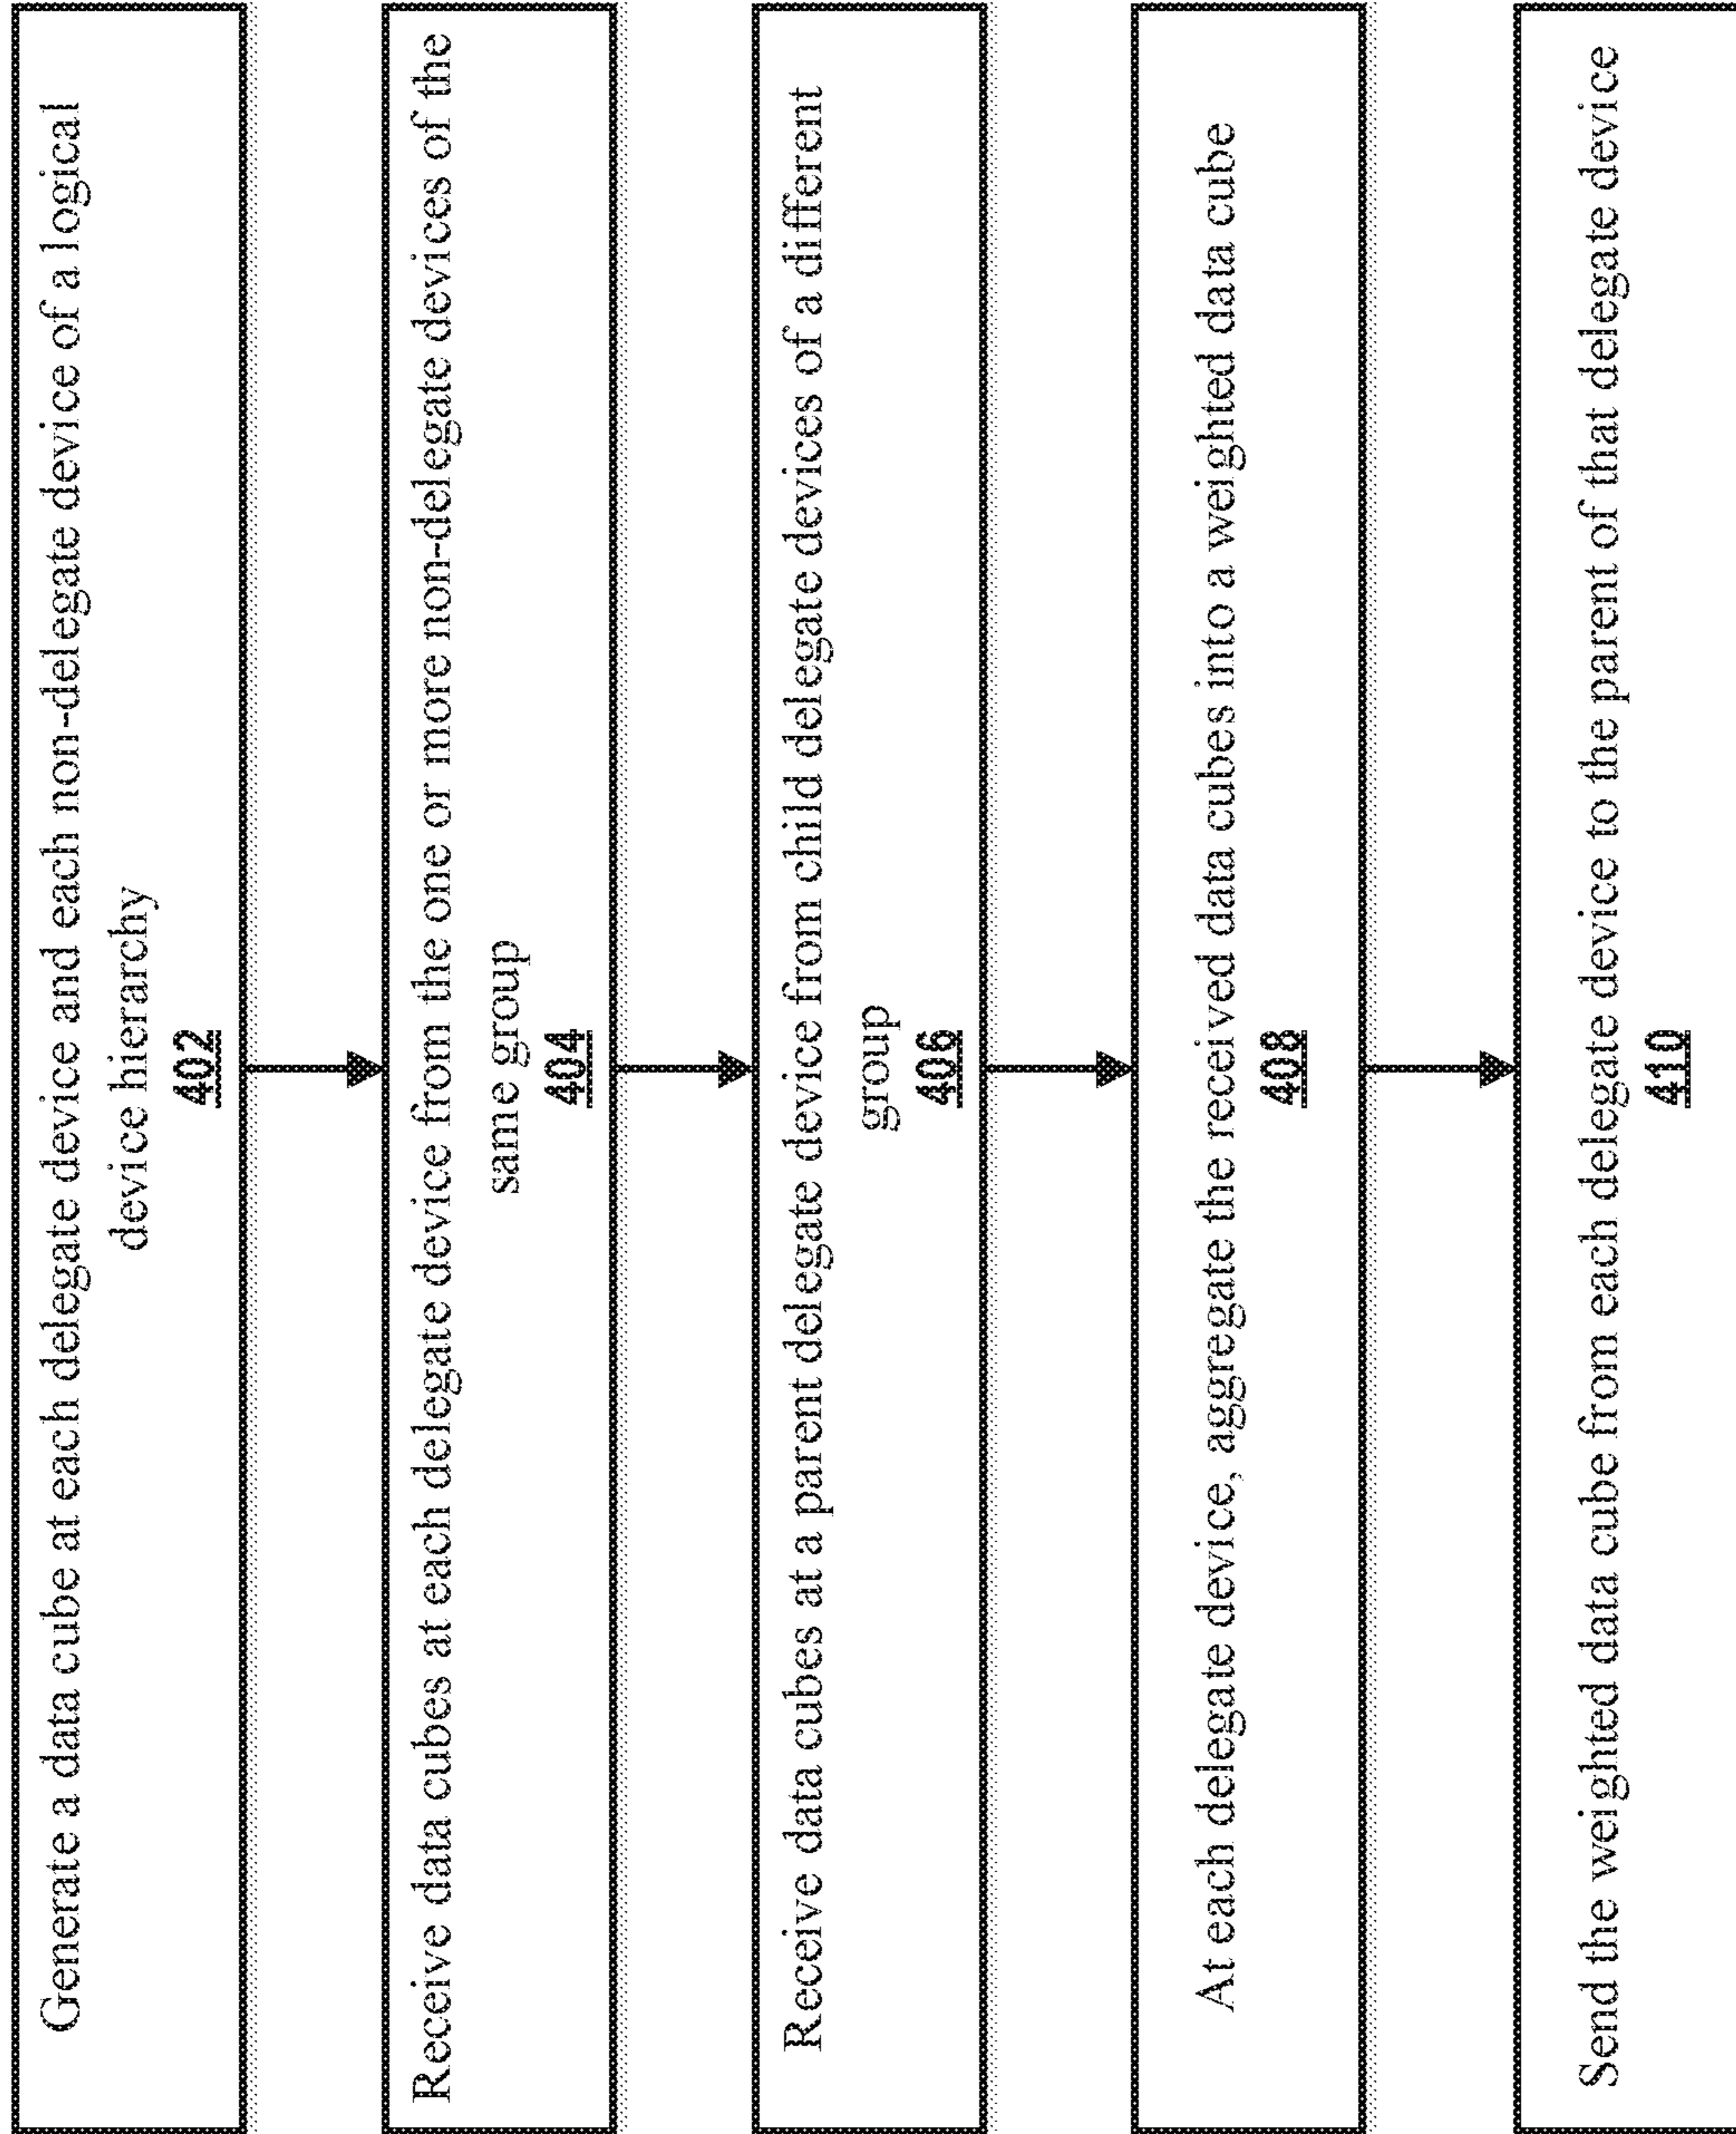 Generate a data cube at each delegate device and each non-delegate device of a logical
device hierarchy
402
Receive data cubes at each delegate device from the one or more non-delegate devices of the
same group
404
Receive data cubes at a parent delegate device from child delegate devices of a different
group
406
At each delegate device, aggregate the received data cubes into a weighted data cube
408
Send the weighted data cube from each delegate device to the parent of that delegate device
410